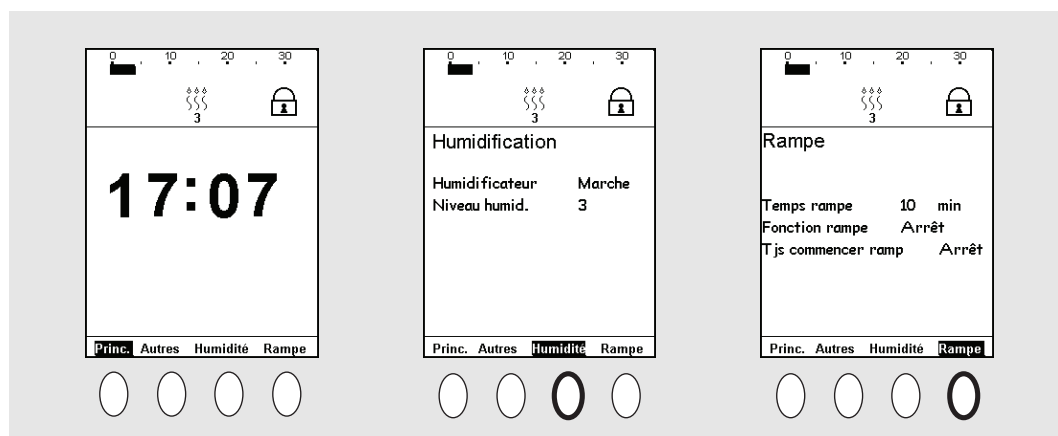 0 10 20 30
3
17:07
Princ. Autres Humidité Rampe
0 10 20 30
3
Humidification
Humidificateur Marche
Niveau humid. 3
Princ. Autres Humidité Rampe
0 10 20 30
3
Rampe
Temps rampe 10 min
Fonction rampe Arrêt
Tjs commencer ramp Arrêt
Princ. Autres Humidité Rampe